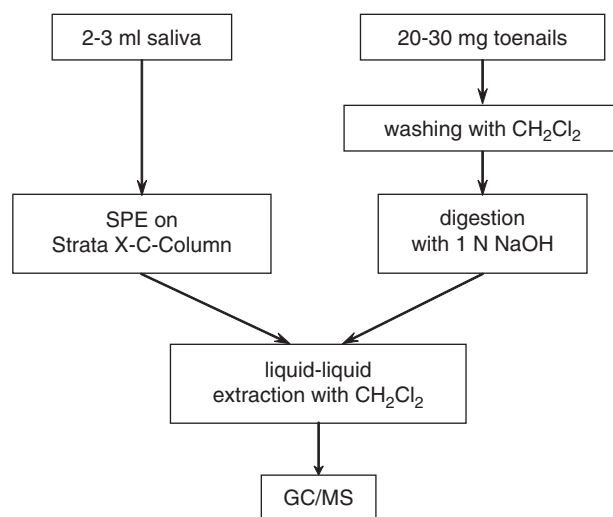 2-3 ml saliva
20-30 mg toenails
washing with CH₂Cl₂
SPE on
Strata X-C-Column
digestion
with 1 N NaOH
liquid-liquid
extraction with CH₂Cl₂
GC/MS